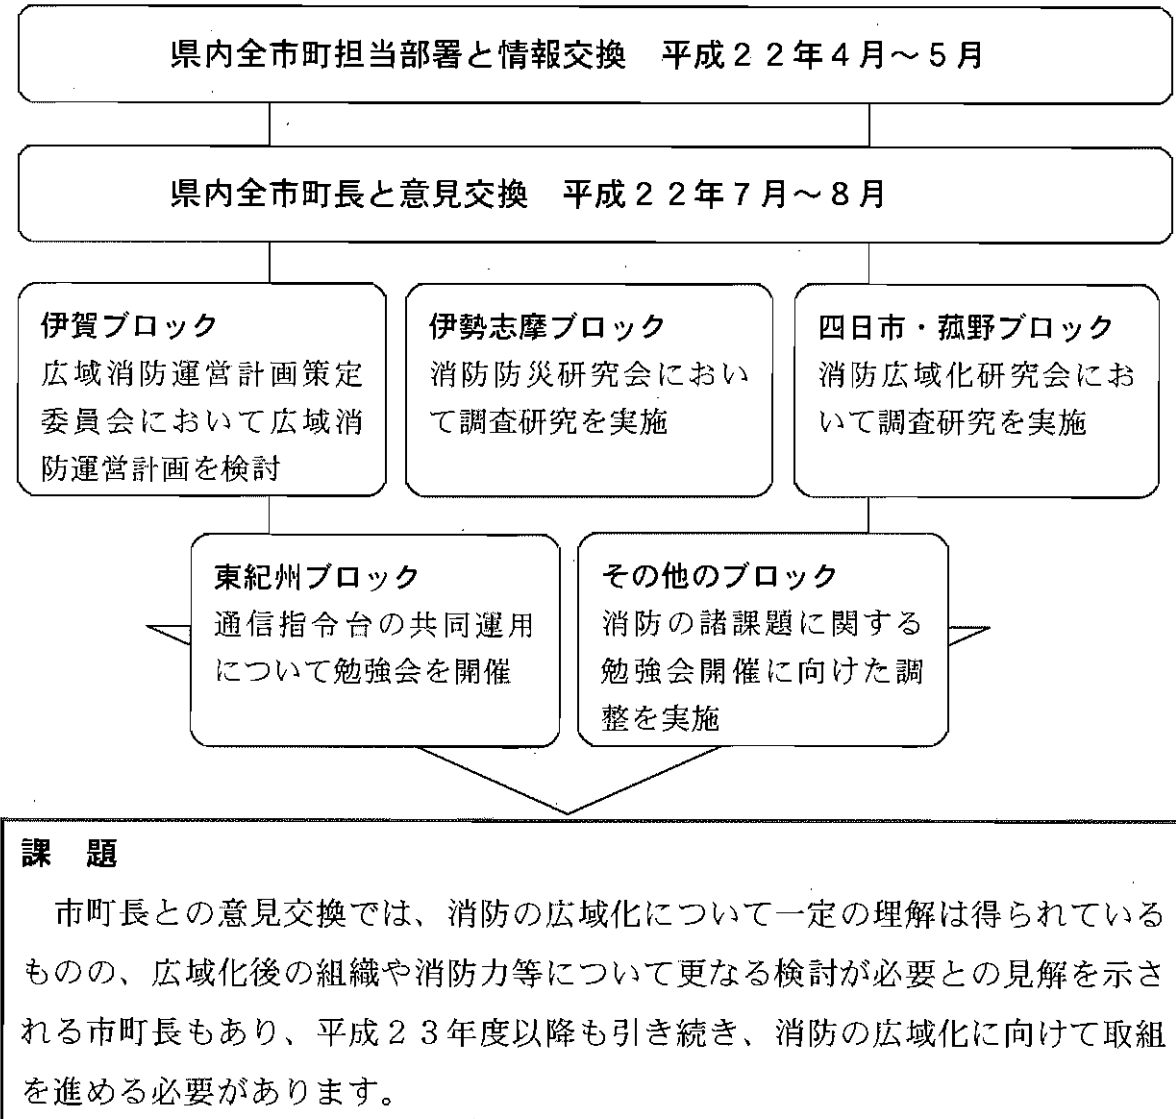 県内全市町担当部署と情報交換　平成２２年４月～５月
県内全市町長と意見交換　平成２２年７月～８月
伊賀ブロック
広域消防運営計画策定
委員会において広域消
防運営計画を検討
伊勢志摩ブロック
消防防災研究会におい
て調査研究を実施
四日市・菰野ブロック
消防広域化研究会にお
いて調査研究を実施
東紀州ブロック
通信指令台の共同運用
について勉強会を開催
その他のブロック
消防の諸課題に関する
勉強会開催に向けた調
整を実施
課　題
　市町長との意見交換では、消防の広域化について一定の理解は得られている
ものの、広域化後の組織や消防力等について更なる検討が必要との見解を示さ
れる市町長もあり、平成２３年度以降も引き続き、消防の広域化に向けて取組
を進める必要があります。